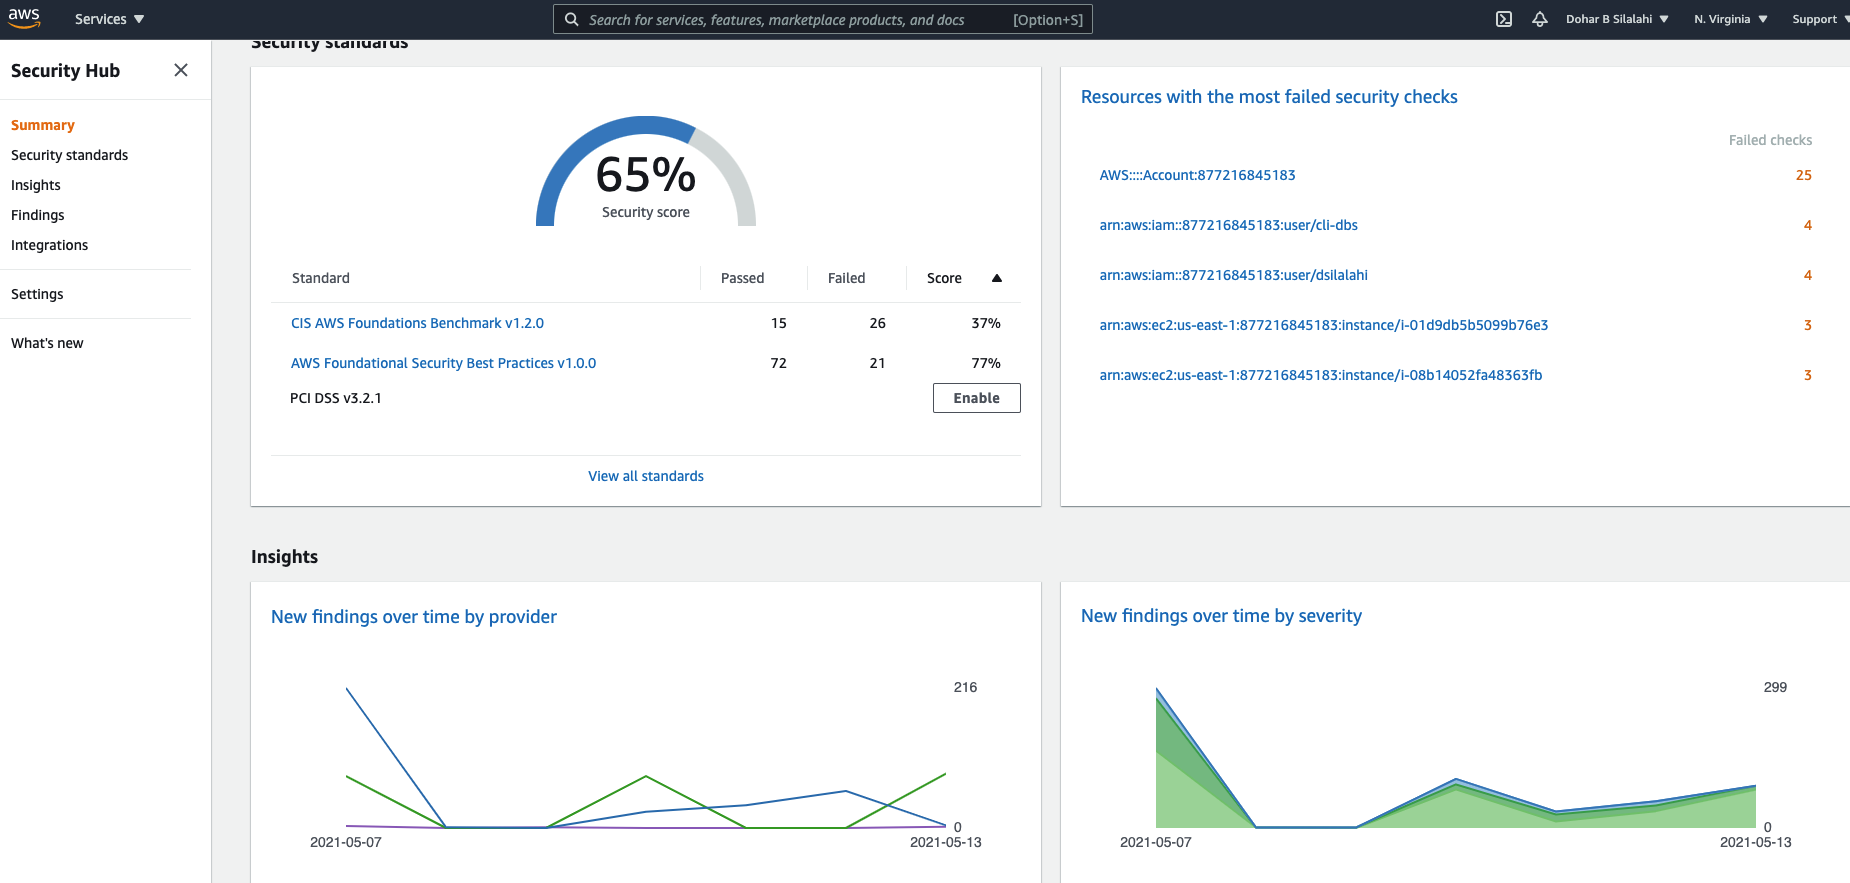 aws
Services
Search for services, features, marketplace products, and docs
[Option+S]
Dohar B Silalahi
N. Virginia
Support
Security Hub
Summary
Security standards
Insights
Findings
Integrations
Settings
What's new
Security standards
65%
Security score
Standard Passed Failed Score
CIS AWS Foundations Benchmark v1.2.0 15 26 37%
AWS Foundational Security Best Practices v1.0.0 72 21 77%
PCI DSS v3.2.1 Enable
View all standards
Resources with the most failed security checks
Failed checks
AWS::::Account:877216845183 25
arn:aws:iam::877216845183:user/cli-dbs 4
arn:aws:iam::877216845183:user/dsilalahi 4
arn:aws:ec2:us-east-1:877216845183:instance/i-01d9db5b5099b76e3 3
arn:aws:ec2:us-east-1:877216845183:instance/i-08b14052fa48363fb 3
Insights
New findings over time by provider
216
0
2021-05-07 2021-05-13
New findings over time by severity
299
0
2021-05-07 2021-05-13